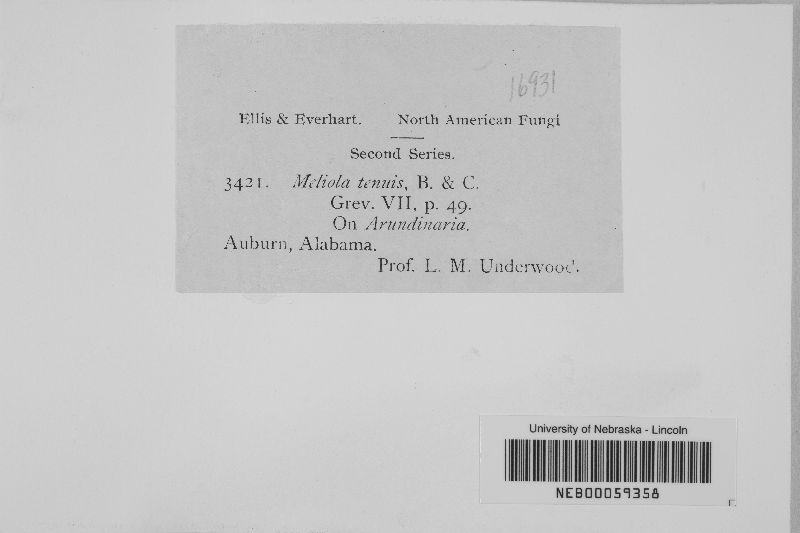 16931
Ellis & Everhart. North American Fungi
Second Series.
3421. Meliola tenuis, B. & C.
Grev. VII, p. 49.
On Arundinaria.
Auburn, Alabama.
Prof. L. M. Underwood.
University of Nebraska - Lincoln
NEB00059358